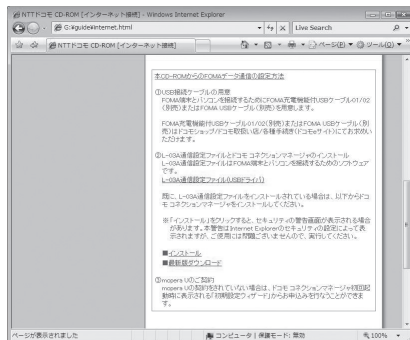 NTTドコモ CD-ROM [インターネット接続] - Windows Internet Explorer
G:¥guide¥internet.html
Live Search
NTTドコモ CD-ROM [インターネット接続]
ページ(P)
ツール(O)
本CD-ROMからのFOMAデータ通信の設定方法
①USB接続ケーブルの用意
FOMA端末とパソコンを接続するためにFOMA充電機能付USBケーブル01/02
(別売)またはFOMA USBケーブル(別売)を用意します。
FOMA充電機能付USBケーブル01/02(別売)またはFOMA USBケーブル(別
売)はドコモショップ/ドコモ取扱い店/各種手続き(ドコモeサイト)にてお求めい
ただけます。
②L-03A通信設定ファイルとドコモ コネクションマネージャのインストール
L-03A通信設定ファイルはFOMA端末とパソコンを接続するためのソフトウェア
です。
L-03A通信設定ファイル(USBドライバ)
既に、L-03A通信設定ファイルをインストールされている場合は、以下からドコ
モ コネクションマネージャをインストールしてください。
※「インストール」をクリックすると、セキュリティの警告画面が表示される場合
があります。本警告はInternet Explorerのセキュリティの設定によって表
示されますが、ご使用には問題ございませんので、実行してください。
■インストール
■最新版ダウンロード
③mopera Uのご契約
mopera Uの契約をされていない場合は、ドコモ コネクションマネージャ初回起
動時に表示される「初期設定ウィザード」からお申込みを行なうことができま
す。
ページが表示されました
コンピュータ | 保護モード: 無効
100%